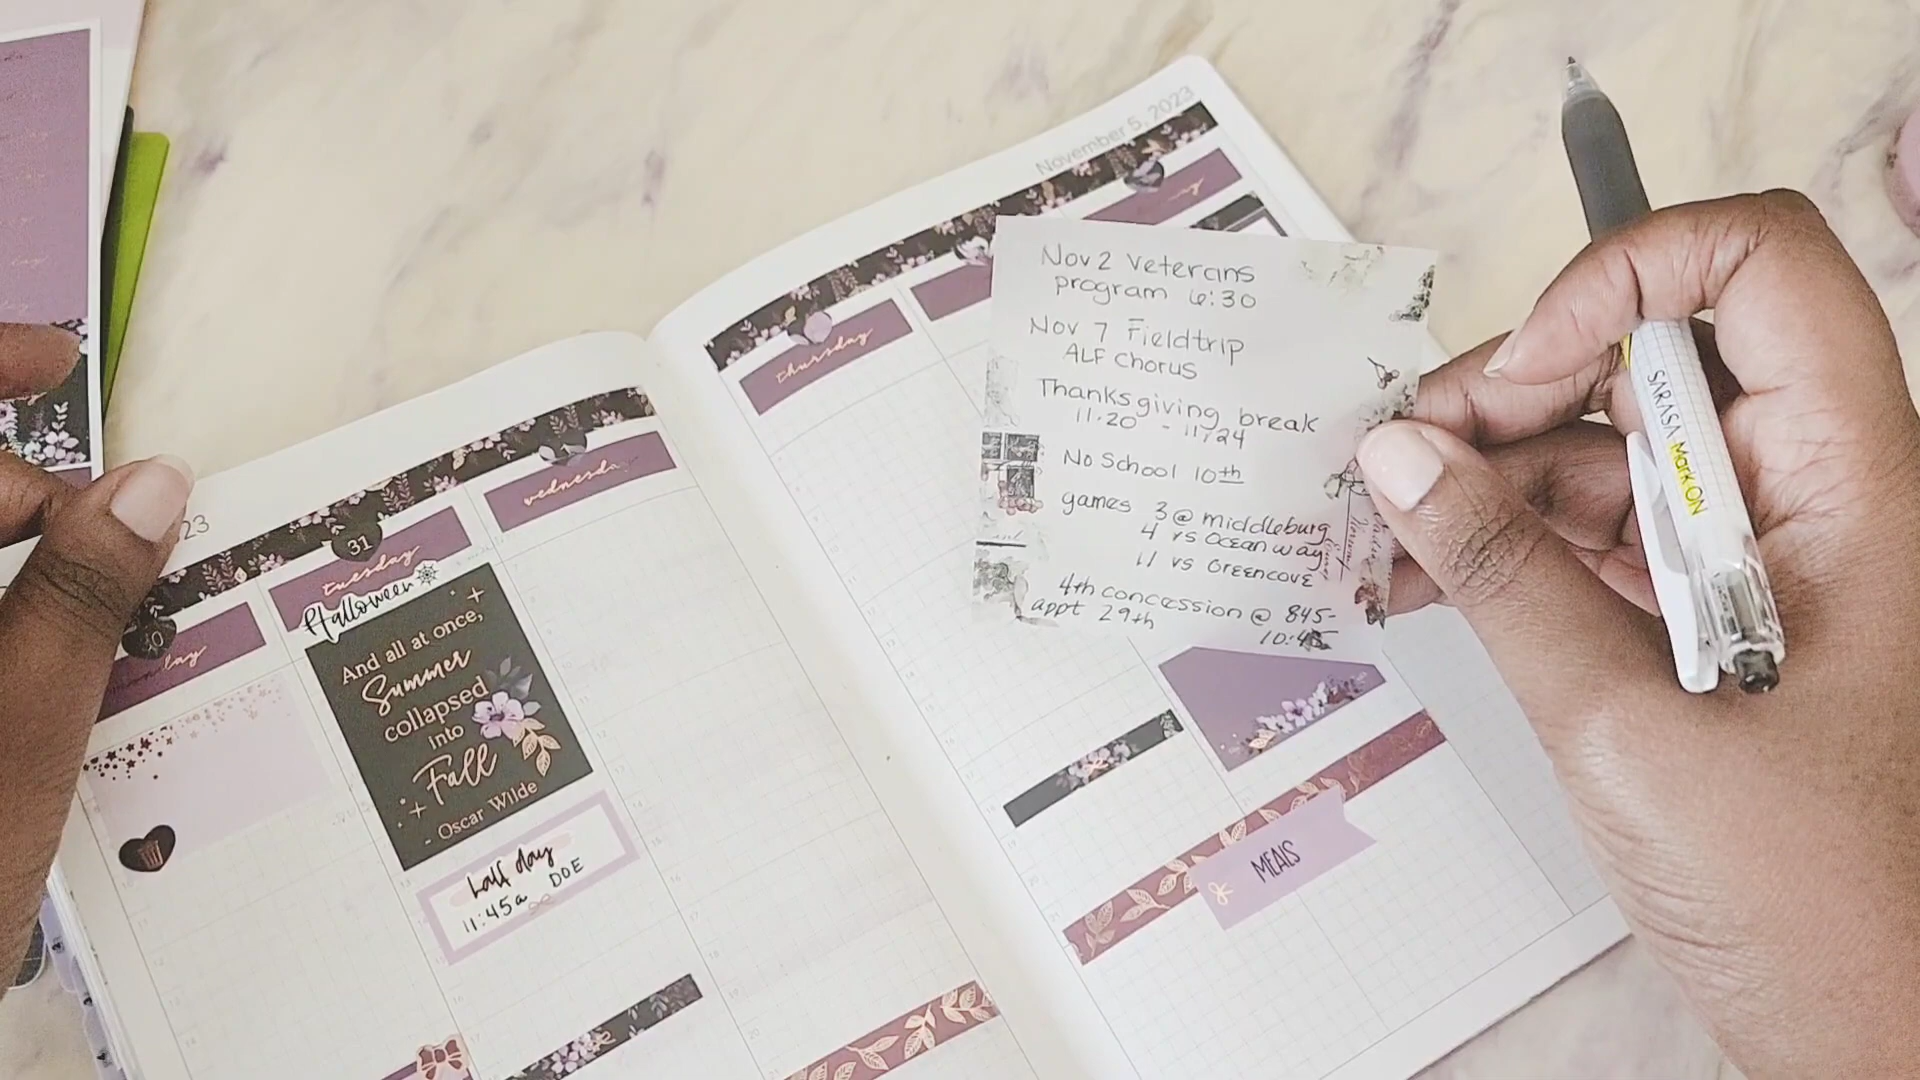 November 5, 2023
23
31
tuesday
Halloween
And all at once,
Summer
collapsed
into
Fall
- Oscar Wilde
half day
11:45a DOE
thursday
Nov 2 Veterans
program 6:30
Nov 7 Fieldtrip
ALF Chorus
Thanksgiving break
11.20 - 11/24
No School 10th
games 3 @ middleburg
4 vs Oceanway
11 vs Greencove
4th concession @ 845-
appt 29th 10:45
MEALS
SARASA MARK ON